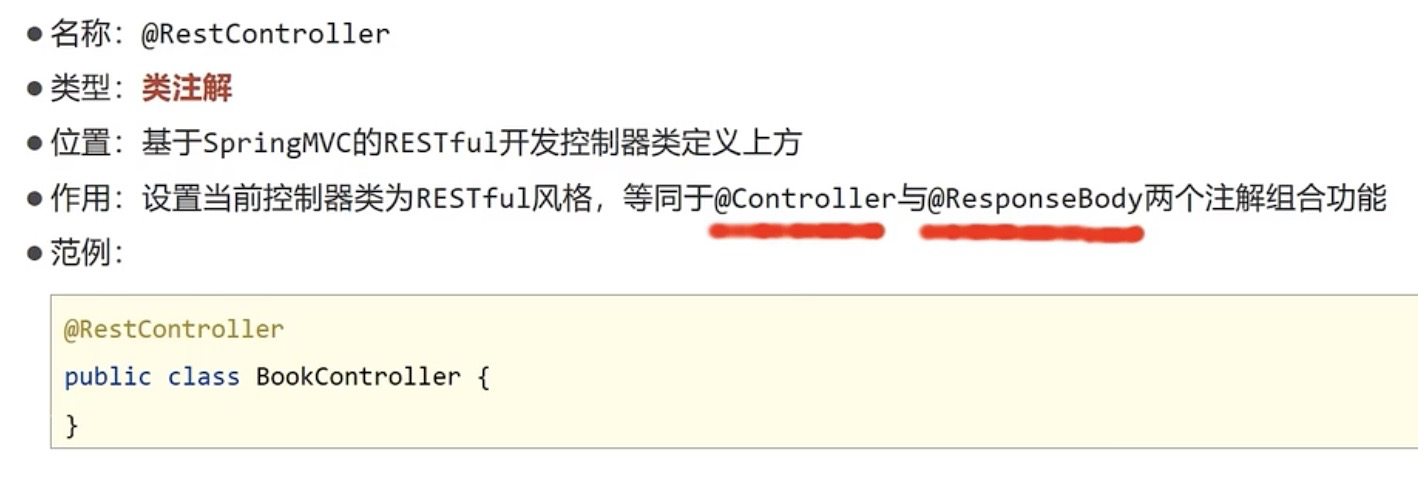 ● 名称：@RestController
● 类型：类注解
● 位置：基于SpringMVC的RESTful开发控制器类定义上方
● 作用：设置当前控制器类为RESTful风格，等同于@Controller与@ResponseBody两个注解组合功能
● 范例：
@RestController
public class BookController {
}